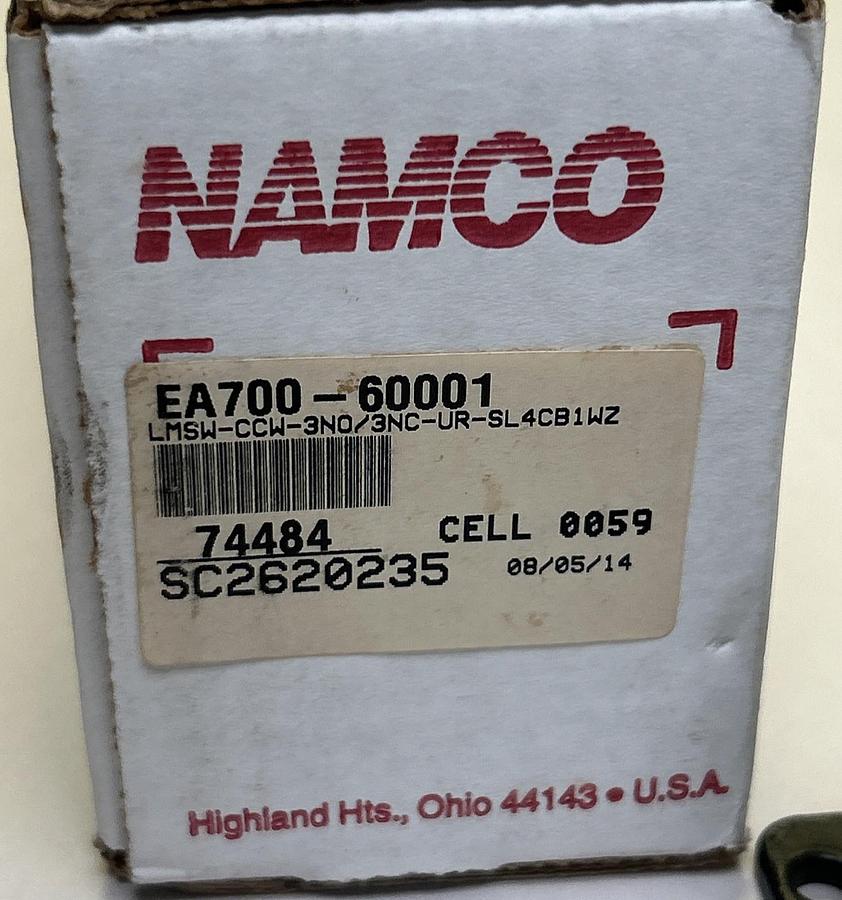 NAMCO
EA700-60001
LMSW-CCW-3NO/3NC-UR-SL4CB1WZ
74484 CELL 0059
SC2620235 08/05/14
Highland Hts., Ohio 44143 • U.S.A.